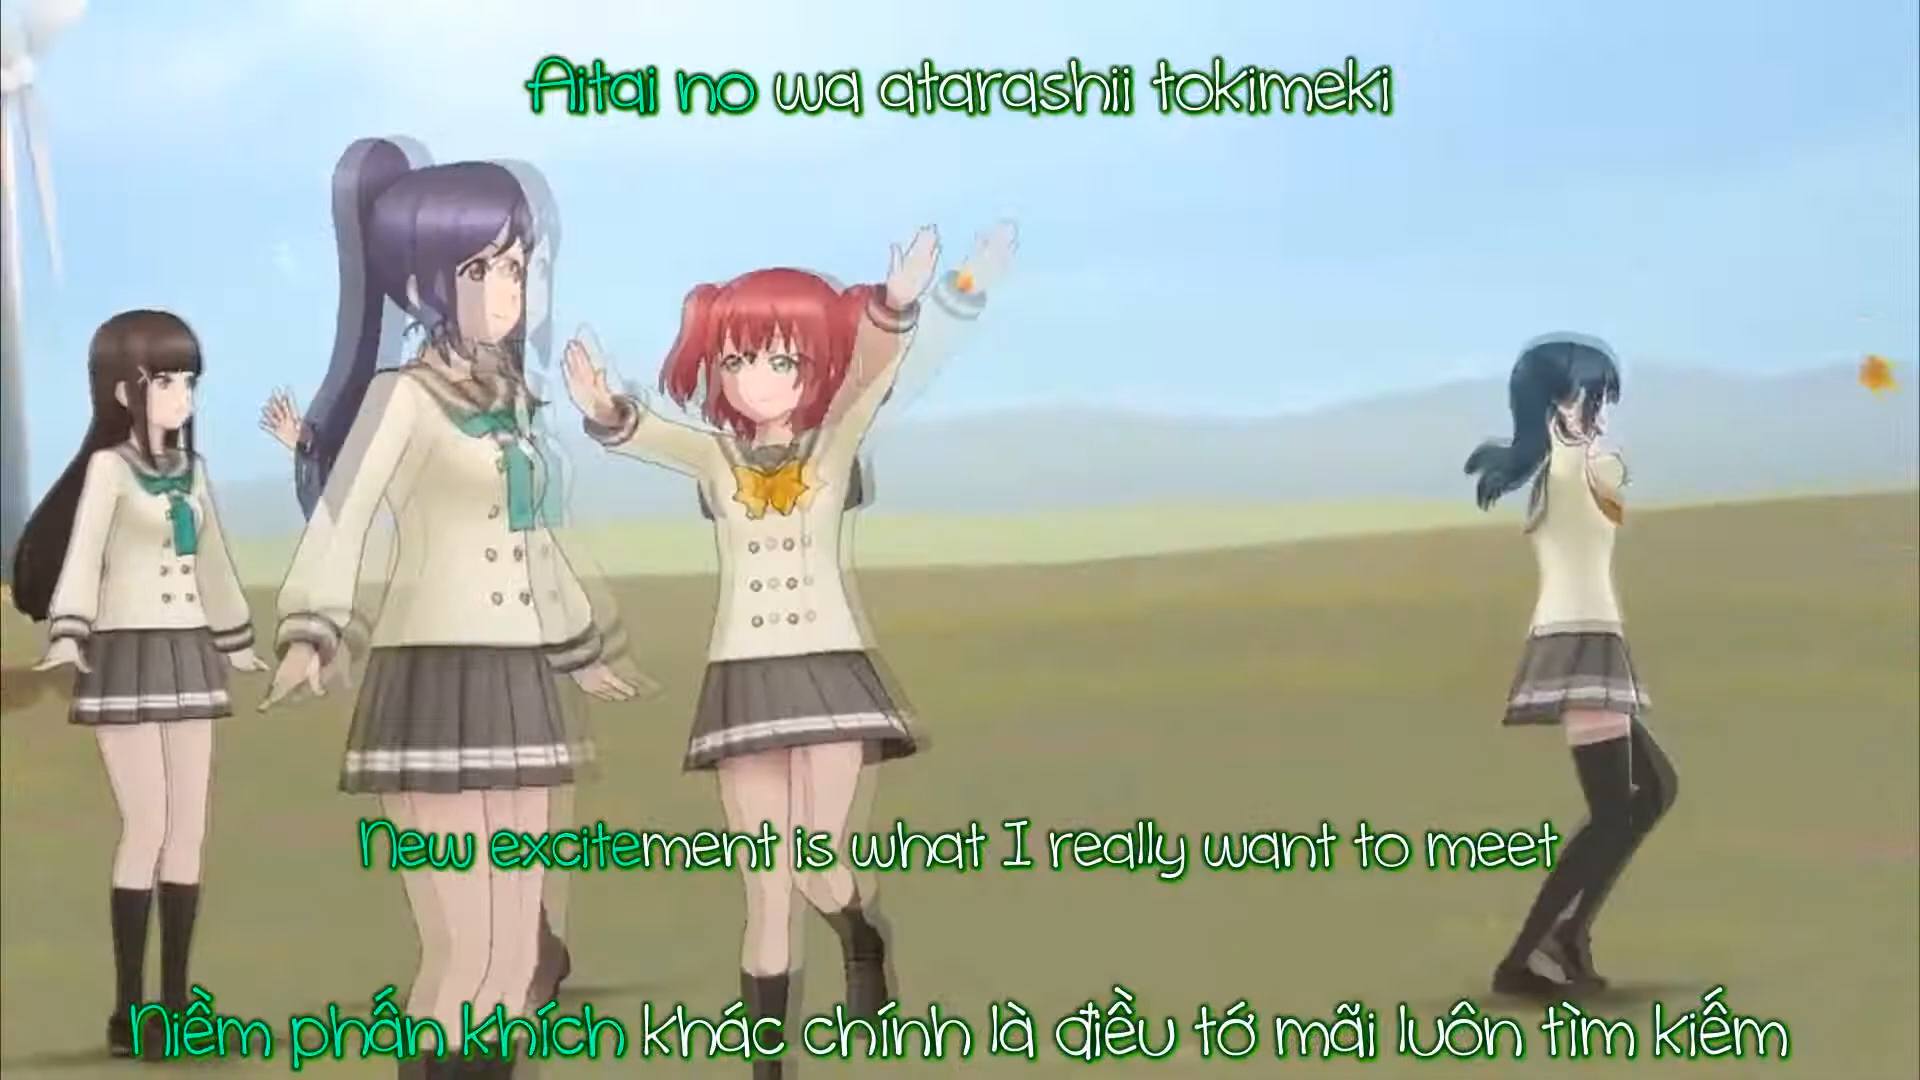 Aitai no wa atarashii tokimeki
New excitement is what I really want to meet
Niềm phấn khích khác chính là điều tớ mãi luôn tìm kiếm